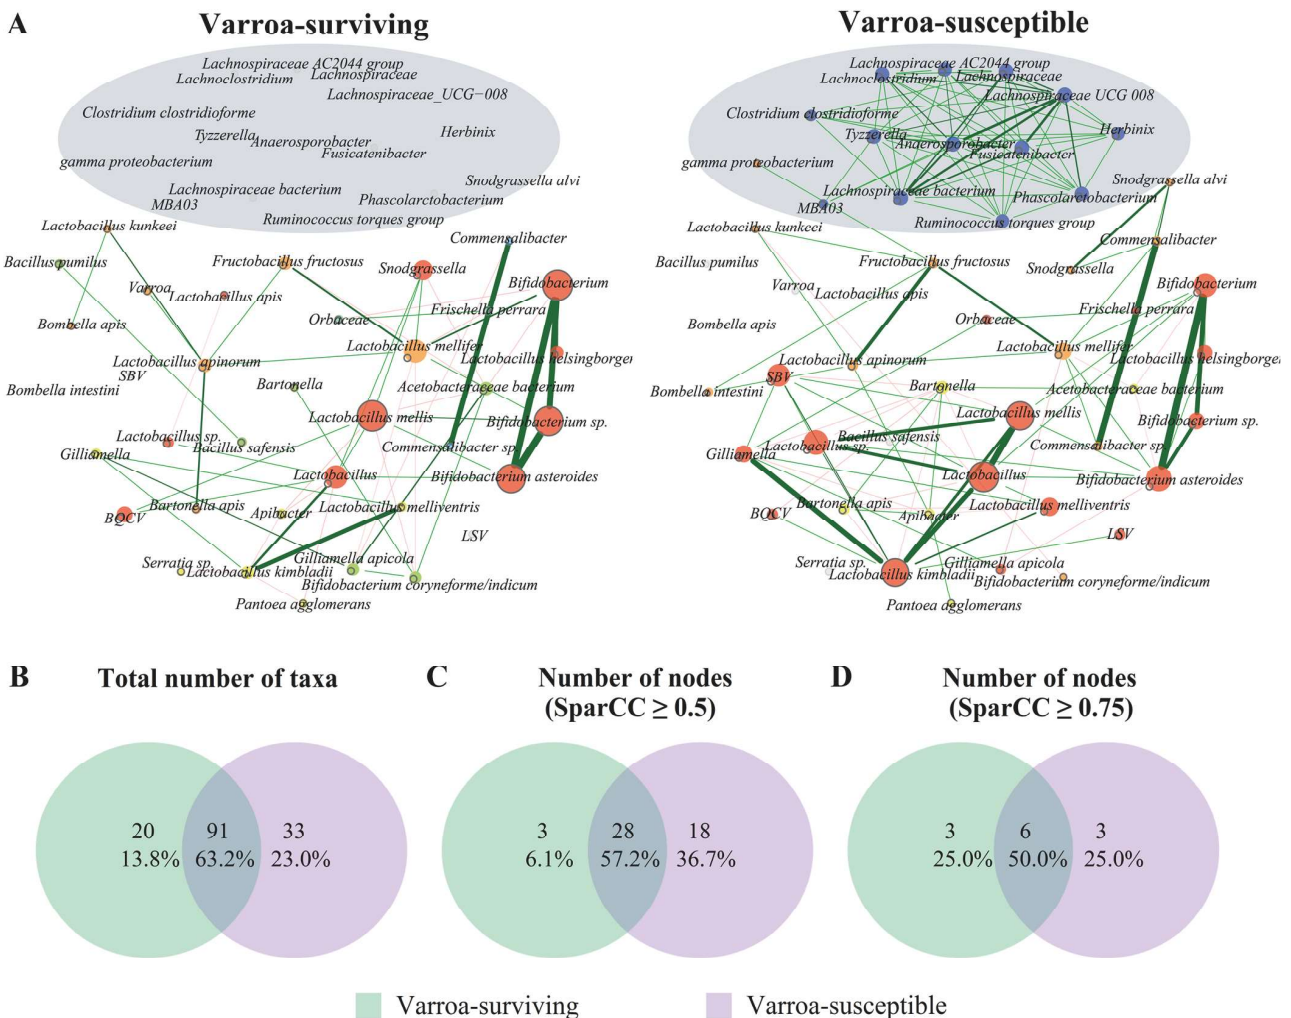 A
Varroa-surviving
Lachnospiraceae AC2044 group
Lachnoclostridium
Lachnospiraceae
Lachnospiraceae_UCG−008
Clostridium clostridioforme
Tyzzerella
Anaerosporobacter
Herbinix
Fusicatenibacter
gamma proteobacterium
Snodgrassella alvi
Lachnospiraceae bacterium
MBA03
Phascolarctobacterium
Ruminococcus torques group
Lactobacillus kunkeei
Commensalibacter
Bacillus pumilus
Fructobacillus fructosus
Snodgrassella
Bifidobacterium
Varroa
Lactobacillus apis
Frischella perrara
Bombella apis
Orbaceae
Lactobacillus mellifer
Lactobacillus apinorum
Lactobacillus helsingborgen
SBV
Bombella intestini
Bartonella
Acetobacteraceae bacterium
Lactobacillus mellis
Bifidobacterium sp.
Lactobacillus sp.
Bacillus safensis
Commensalibacter sp.
Gilliamella
Lactobacillus
Bifidobacterium asteroides
BQCV
Bartonella apis
Apibacter
Lactobacillus melliventris
LSV
Serratia sp.
Lactobacillus kimbladii
Gilliamella apicola
Bifidobacterium coryneforme/indicum
Pantoea agglomerans
Varroa-susceptible
Lachnospiraceae AC2044 group
Lachnoclostridium
Lachnospiraceae
Lachnospiraceae UCG 008
Clostridium clostridioforme
Tyzzerella
Anaerosporobacter
Herbinix
Fusicatenibacter
gamma proteobacterium
Snodgrassella alvi
Lachnospiraceae bacterium
MBA03
Phascolarctobacterium
Ruminococcus torques group
Lactobacillus kunkeei
Commensalibacter
Bacillus pumilus
Fructobacillus fructosus
Snodgrassella
Bifidobacterium
Varroa
Lactobacillus apis
Frischella perrara
Bombella apis
Orbaceae
Lactobacillus mellifer
Lactobacillus apinorum
Lactobacillus helsingborgen
SBV
Bombella intestini
Bartonella
Acetobacteraceae bacterium
Lactobacillus mellis
Bifidobacterium sp.
Lactobacillus sp.
Bacillus safensis
Commensalibacter sp.
Gilliamella
Lactobacillus
Bifidobacterium asteroides
BQCV
Bartonella apis
Apibacter
Lactobacillus melliventris
LSV
Serratia sp.
Lactobacillus kimbladii
Gilliamella apicola
Bifidobacterium coryneforme/indicum
Pantoea agglomerans
B
Total number of taxa
20
13.8%
91
63.2%
33
23.0%
C
Number of nodes
(SparCC ≥ 0.5)
3
6.1%
28
57.2%
18
36.7%
D
Number of nodes
(SparCC ≥ 0.75)
3
25.0%
6
50.0%
3
25.0%
Varroa-surviving
Varroa-susceptible